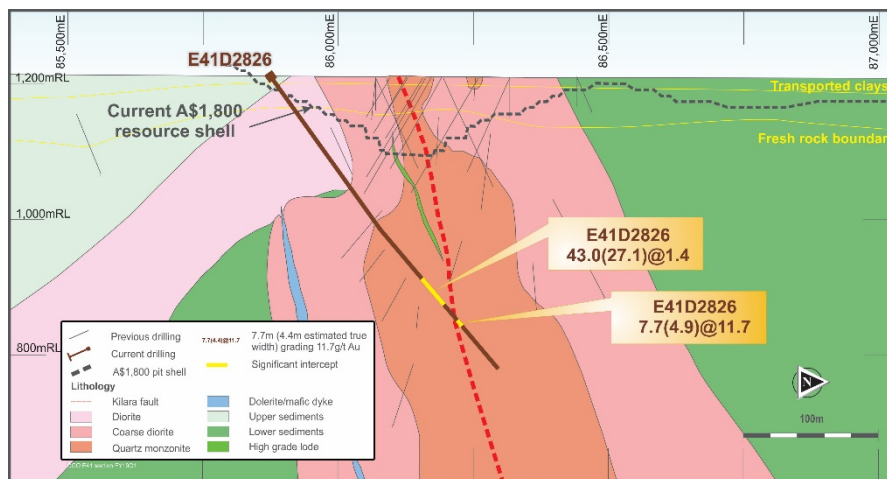 85,500mE
86,000mE
86,500mE
87,000mE
E41D2826
1,200mRL
Current A$1,800
resource shell
Transported clays
Fresh rock boundary
1,000mRL
E41D2826
43.0(27.1)@1.4
E41D2826
7.7(4.9)@11.7
800mRL
Previous drilling
Current drilling
A$1,800 pit shell
7.7(4.4)@11.7
7.7m (4.4m estimated true
width) grading 11.7g/t Au
Significant intercept
Lithology
Kilara fault
Diorite
Coarse diorite
Quartz monzonite
Dolerite/mafic dyke
Upper sediments
Lower sediments
High grade lode
N
100m